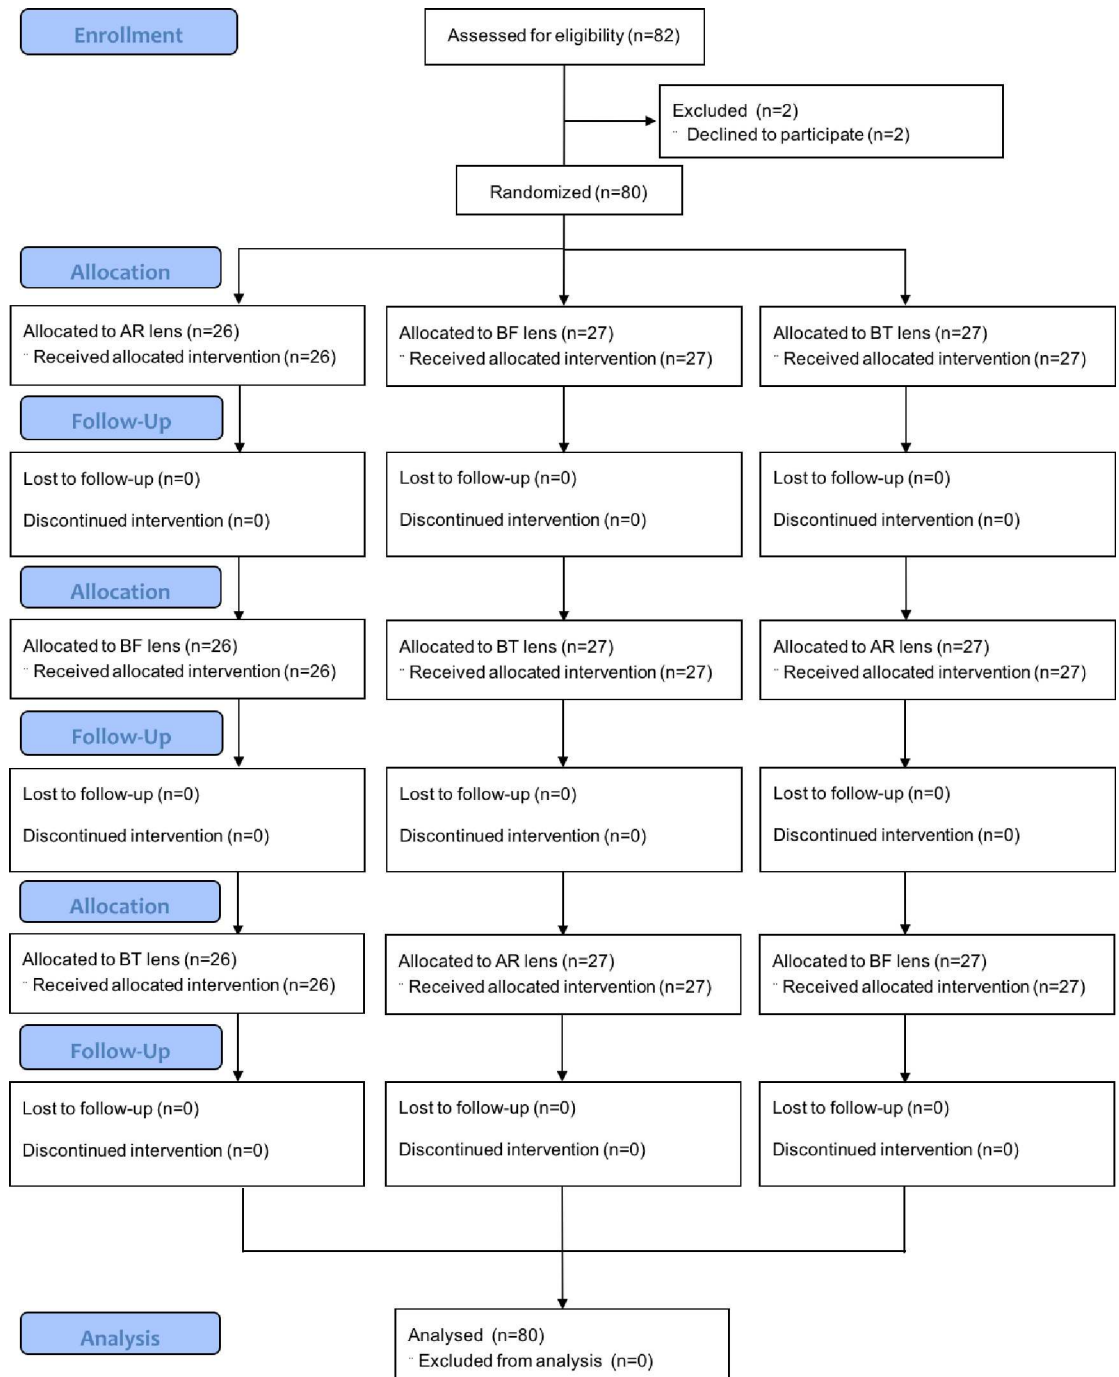 Enrollment
Assessed for eligibility (n=82)
Excluded (n=2)
¨ Declined to participate (n=2)
Randomized (n=80)
Allocation
Allocated to AR lens (n=26)
¨ Received allocated intervention (n=26)
Allocated to BF lens (n=27)
¨ Received allocated intervention (n=27)
Allocated to BT lens (n=27)
¨ Received allocated intervention (n=27)
Follow-Up
Lost to follow-up (n=0)
Discontinued intervention (n=0)
Lost to follow-up (n=0)
Discontinued intervention (n=0)
Lost to follow-up (n=0)
Discontinued intervention (n=0)
Allocation
Allocated to BF lens (n=26)
¨ Received allocated intervention (n=26)
Allocated to BT lens (n=27)
¨ Received allocated intervention (n=27)
Allocated to AR lens (n=27)
¨ Received allocated intervention (n=27)
Follow-Up
Lost to follow-up (n=0)
Discontinued intervention (n=0)
Lost to follow-up (n=0)
Discontinued intervention (n=0)
Lost to follow-up (n=0)
Discontinued intervention (n=0)
Allocation
Allocated to BT lens (n=26)
¨ Received allocated intervention (n=26)
Allocated to AR lens (n=27)
¨ Received allocated intervention (n=27)
Allocated to BF lens (n=27)
¨ Received allocated intervention (n=27)
Follow-Up
Lost to follow-up (n=0)
Discontinued intervention (n=0)
Lost to follow-up (n=0)
Discontinued intervention (n=0)
Lost to follow-up (n=0)
Discontinued intervention (n=0)
Analysis
Analysed (n=80)
¨ Excluded from analysis (n=0)